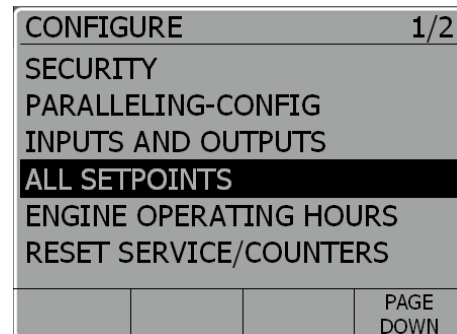 CONFIGURE 1/2
SECURITY
PARALLELING-CONFIG
INPUTS AND OUTPUTS
ALL SETPOINTS
ENGINE OPERATING HOURS
RESET SERVICE/COUNTERS
PAGE
DOWN